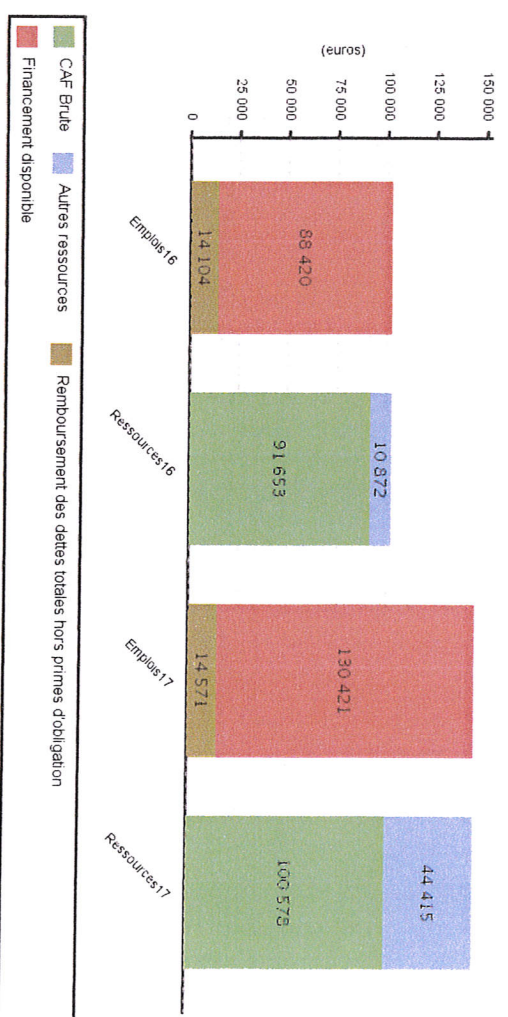 (euros)
150 000
100 000
75 000
50 000
25 000
0
88 420
14 104
10 872
91 653
130 421
14 571
44 415
100 578
Emplois16
Ressources16
Emplois17
Ressources17
CAF Brute
Autres ressources
Remboursement des dettes totales hors primes d'obligation
Financement disponible